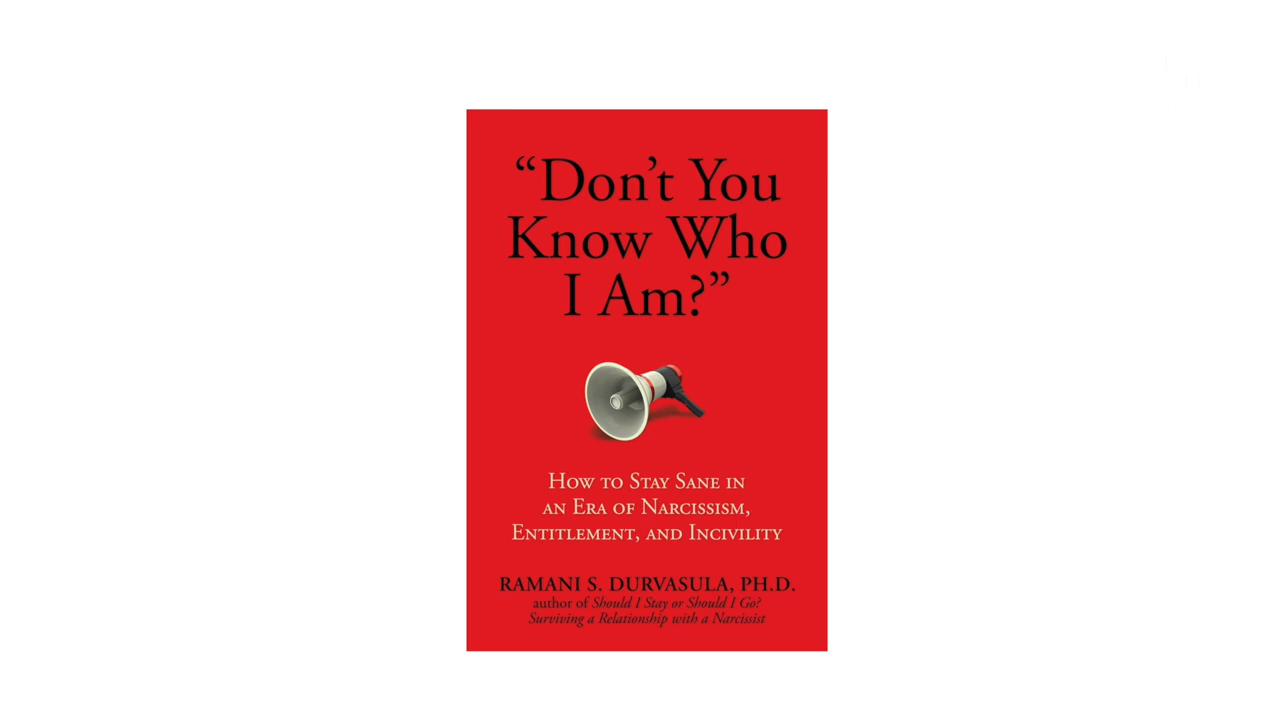 “Don’t You
Know Who
I Am?”
How to Stay Sane in
an Era of Narcissism,
Entitlement, and Incivility
RAMANI S. DURVASULA, PH.D.
author of Should I Stay or Should I Go?
Surviving a Relationship with a Narcissist